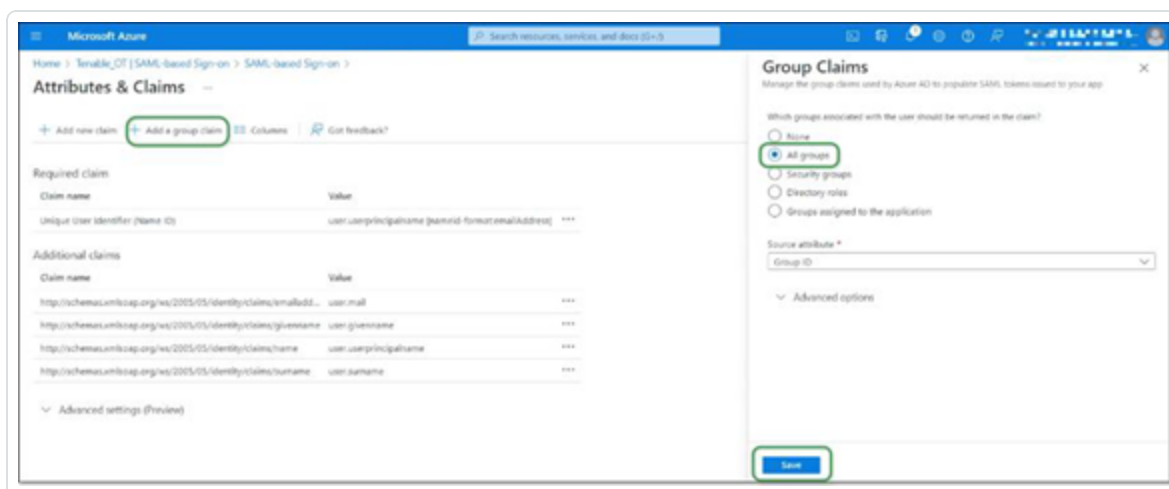 Microsoft Azure
Search resources, services, and docs (G+/)
Home > Tenable_OT | SAML-based Sign-on > SAML-based Sign-on >
Attributes & Claims
Add new claim Add a group claim Columns Got feedback?
Required claim
Claim name Value
Unique User Identifier (Name ID) user.userprincipalname [nameid-format:emailAddress]
Additional claims
Claim name Value
http://schemas.xmlsoap.org/ws/2005/05/identity/claims/emailadd... user.mail
http://schemas.xmlsoap.org/ws/2005/05/identity/claims/givenname user.givenname
http://schemas.xmlsoap.org/ws/2005/05/identity/claims/name user.userprincipalname
http://schemas.xmlsoap.org/ws/2005/05/identity/claims/surname user.surname
Advanced settings (Preview)
Group Claims
Manage the group claims used by Azure AD to populate SAML tokens issued to your app
Which groups associated with the user should be returned in the claim?
None
All groups
Security groups
Directory roles
Groups assigned to the application
Source attribute *
Group ID
Advanced options
Save